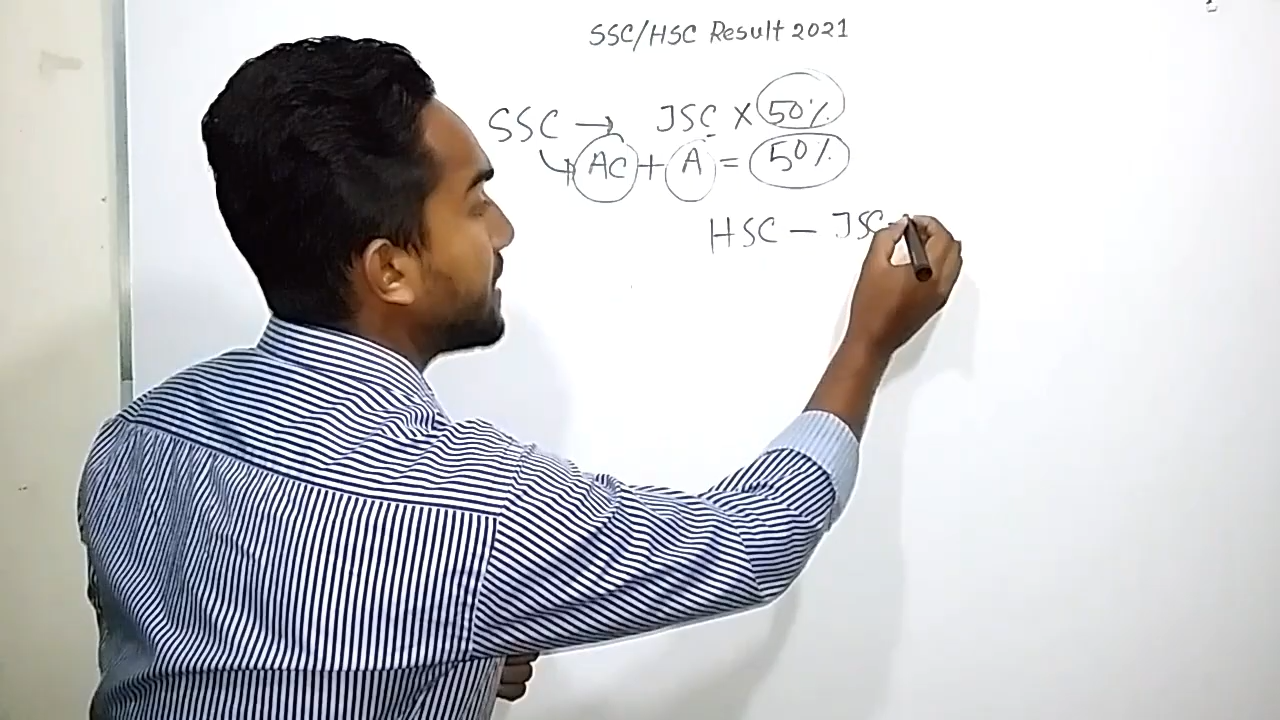 SSC/HSC Result 2021
SSC → JSC × 50%
↳ AC + A = 50%
HSC – JSC